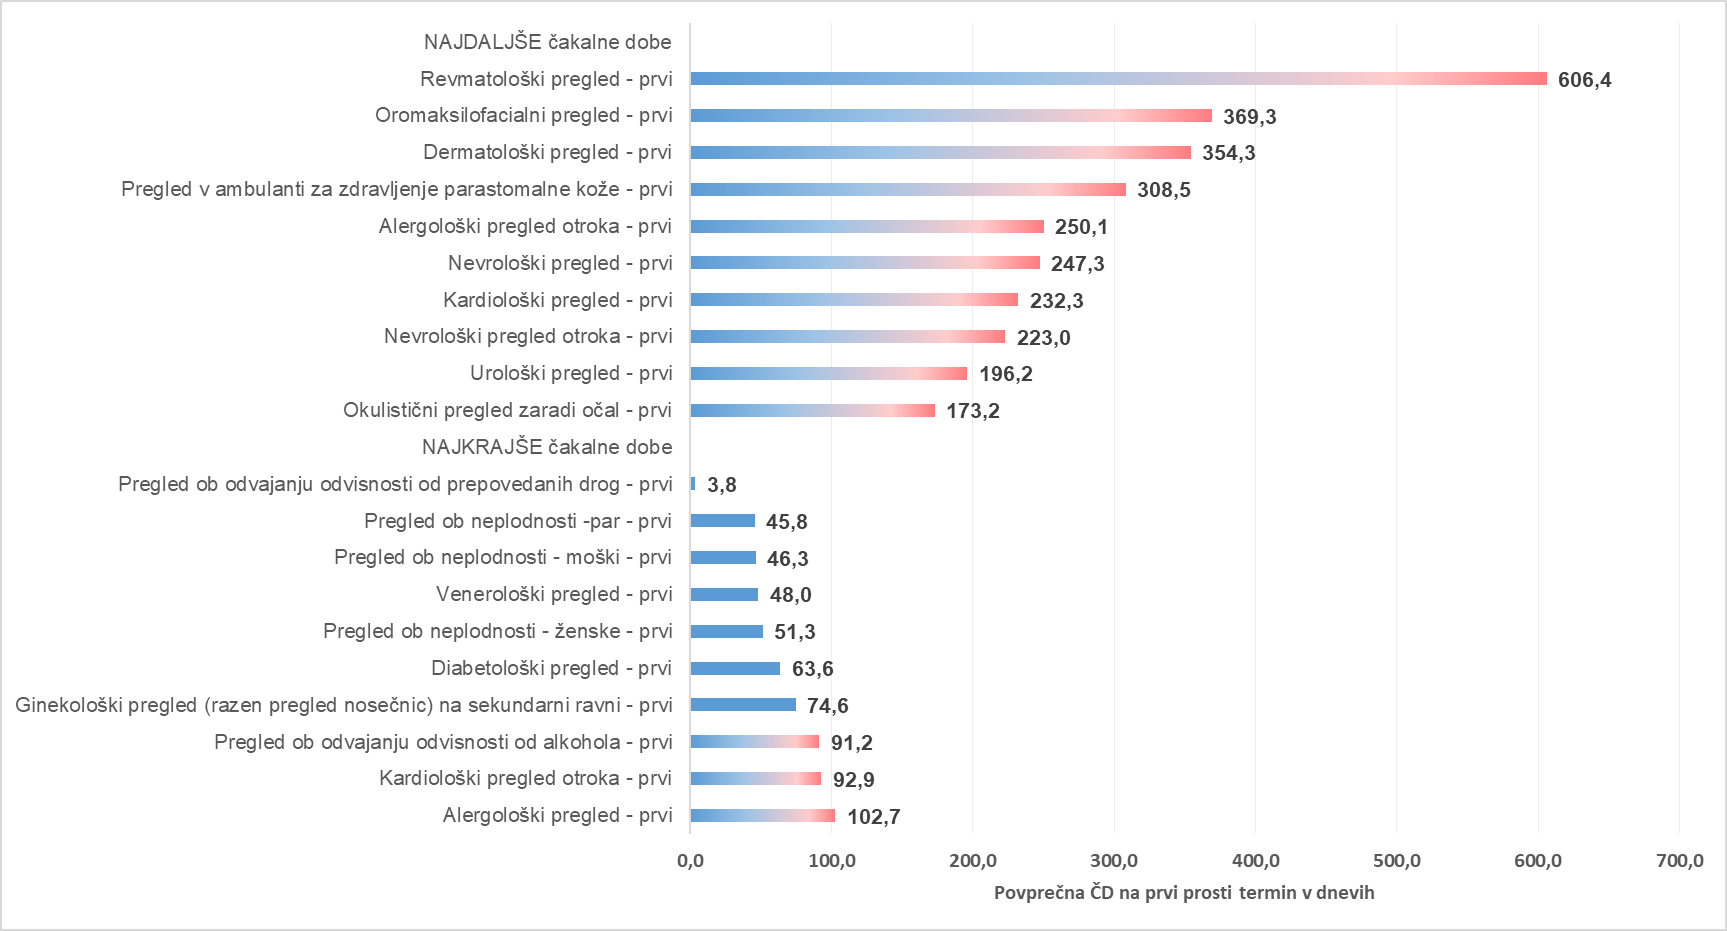 NAJDALJŠE čakalne dobe
Revmatološki pregled - prvi 606,4
Oromaksilofacialni pregled - prvi 369,3
Dermatološki pregled - prvi 354,3
Pregled v ambulanti za zdravljenje parastomalne kože - prvi 308,5
Alergološki pregled otroka - prvi 250,1
Nevrološki pregled - prvi 247,3
Kardiološki pregled - prvi 232,3
Nevrološki pregled otroka - prvi 223,0
Urološki pregled - prvi 196,2
Okulistični pregled zaradi očal - prvi 173,2
NAJKRAJŠE čakalne dobe
Pregled ob odvajanju odvisnosti od prepovedanih drog - prvi 3,8
Pregled ob neplodnosti -par - prvi 45,8
Pregled ob neplodnosti - moški - prvi 46,3
Venerološki pregled - prvi 48,0
Pregled ob neplodnosti - ženske - prvi 51,3
Diabetološki pregled - prvi 63,6
Ginekološki pregled (razen pregled nosečnic) na sekundarni ravni - prvi 74,6
Pregled ob odvajanju odvisnosti od alkohola - prvi 91,2
Kardiološki pregled otroka - prvi 92,9
Alergološki pregled - prvi 102,7
0,0 100,0 200,0 300,0 400,0 500,0 600,0 700,0
Povprečna ČD na prvi prosti termin v dnevih